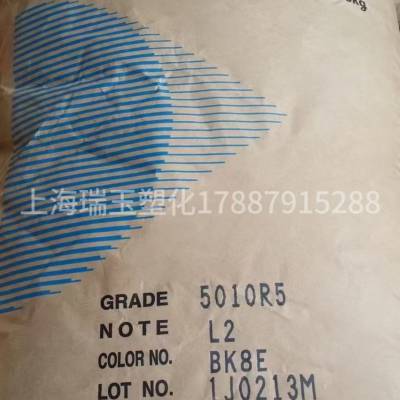 kg
上海瑞玉塑化17887915288
GRADE 5010R5
NOTE L2
COLOR NO. BK8E
LOT NO. 1J0213M